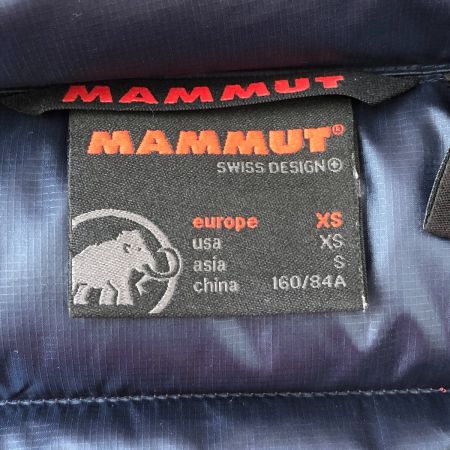 MAMMUT
MAMMUT®
SWISS DESIGN
europe XS
usa XS
asia S
china 160/84A